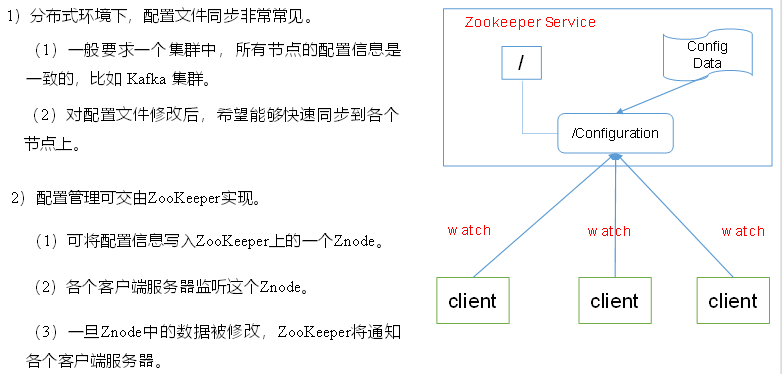 1）分布式环境下，配置文件同步非常常见。
（1）一般要求一个集群中，所有节点的配置信息是
一致的，比如 Kafka 集群。
（2）对配置文件修改后，希望能够快速同步到各个
节点上。
2）配置管理可交由ZooKeeper实现。
（1）可将配置信息写入ZooKeeper上的一个Znode。
（2）各个客户端服务器监听这个Znode。
（3）一旦Znode中的数据被修改，ZooKeeper将通知
各个客户端服务器。
Zookeeper Service
/
Config
Data
/Configuration
watch
watch
watch
client
client
client